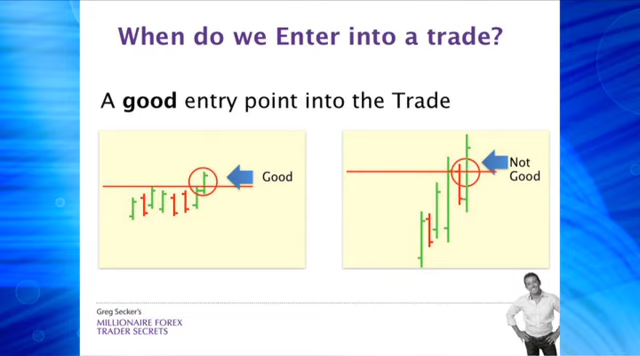 When do we Enter into a trade?
A good entry point into the Trade
Good
Not
Good
Greg Secker's
MILLIONAIRE FOREX
TRADER SECRETS